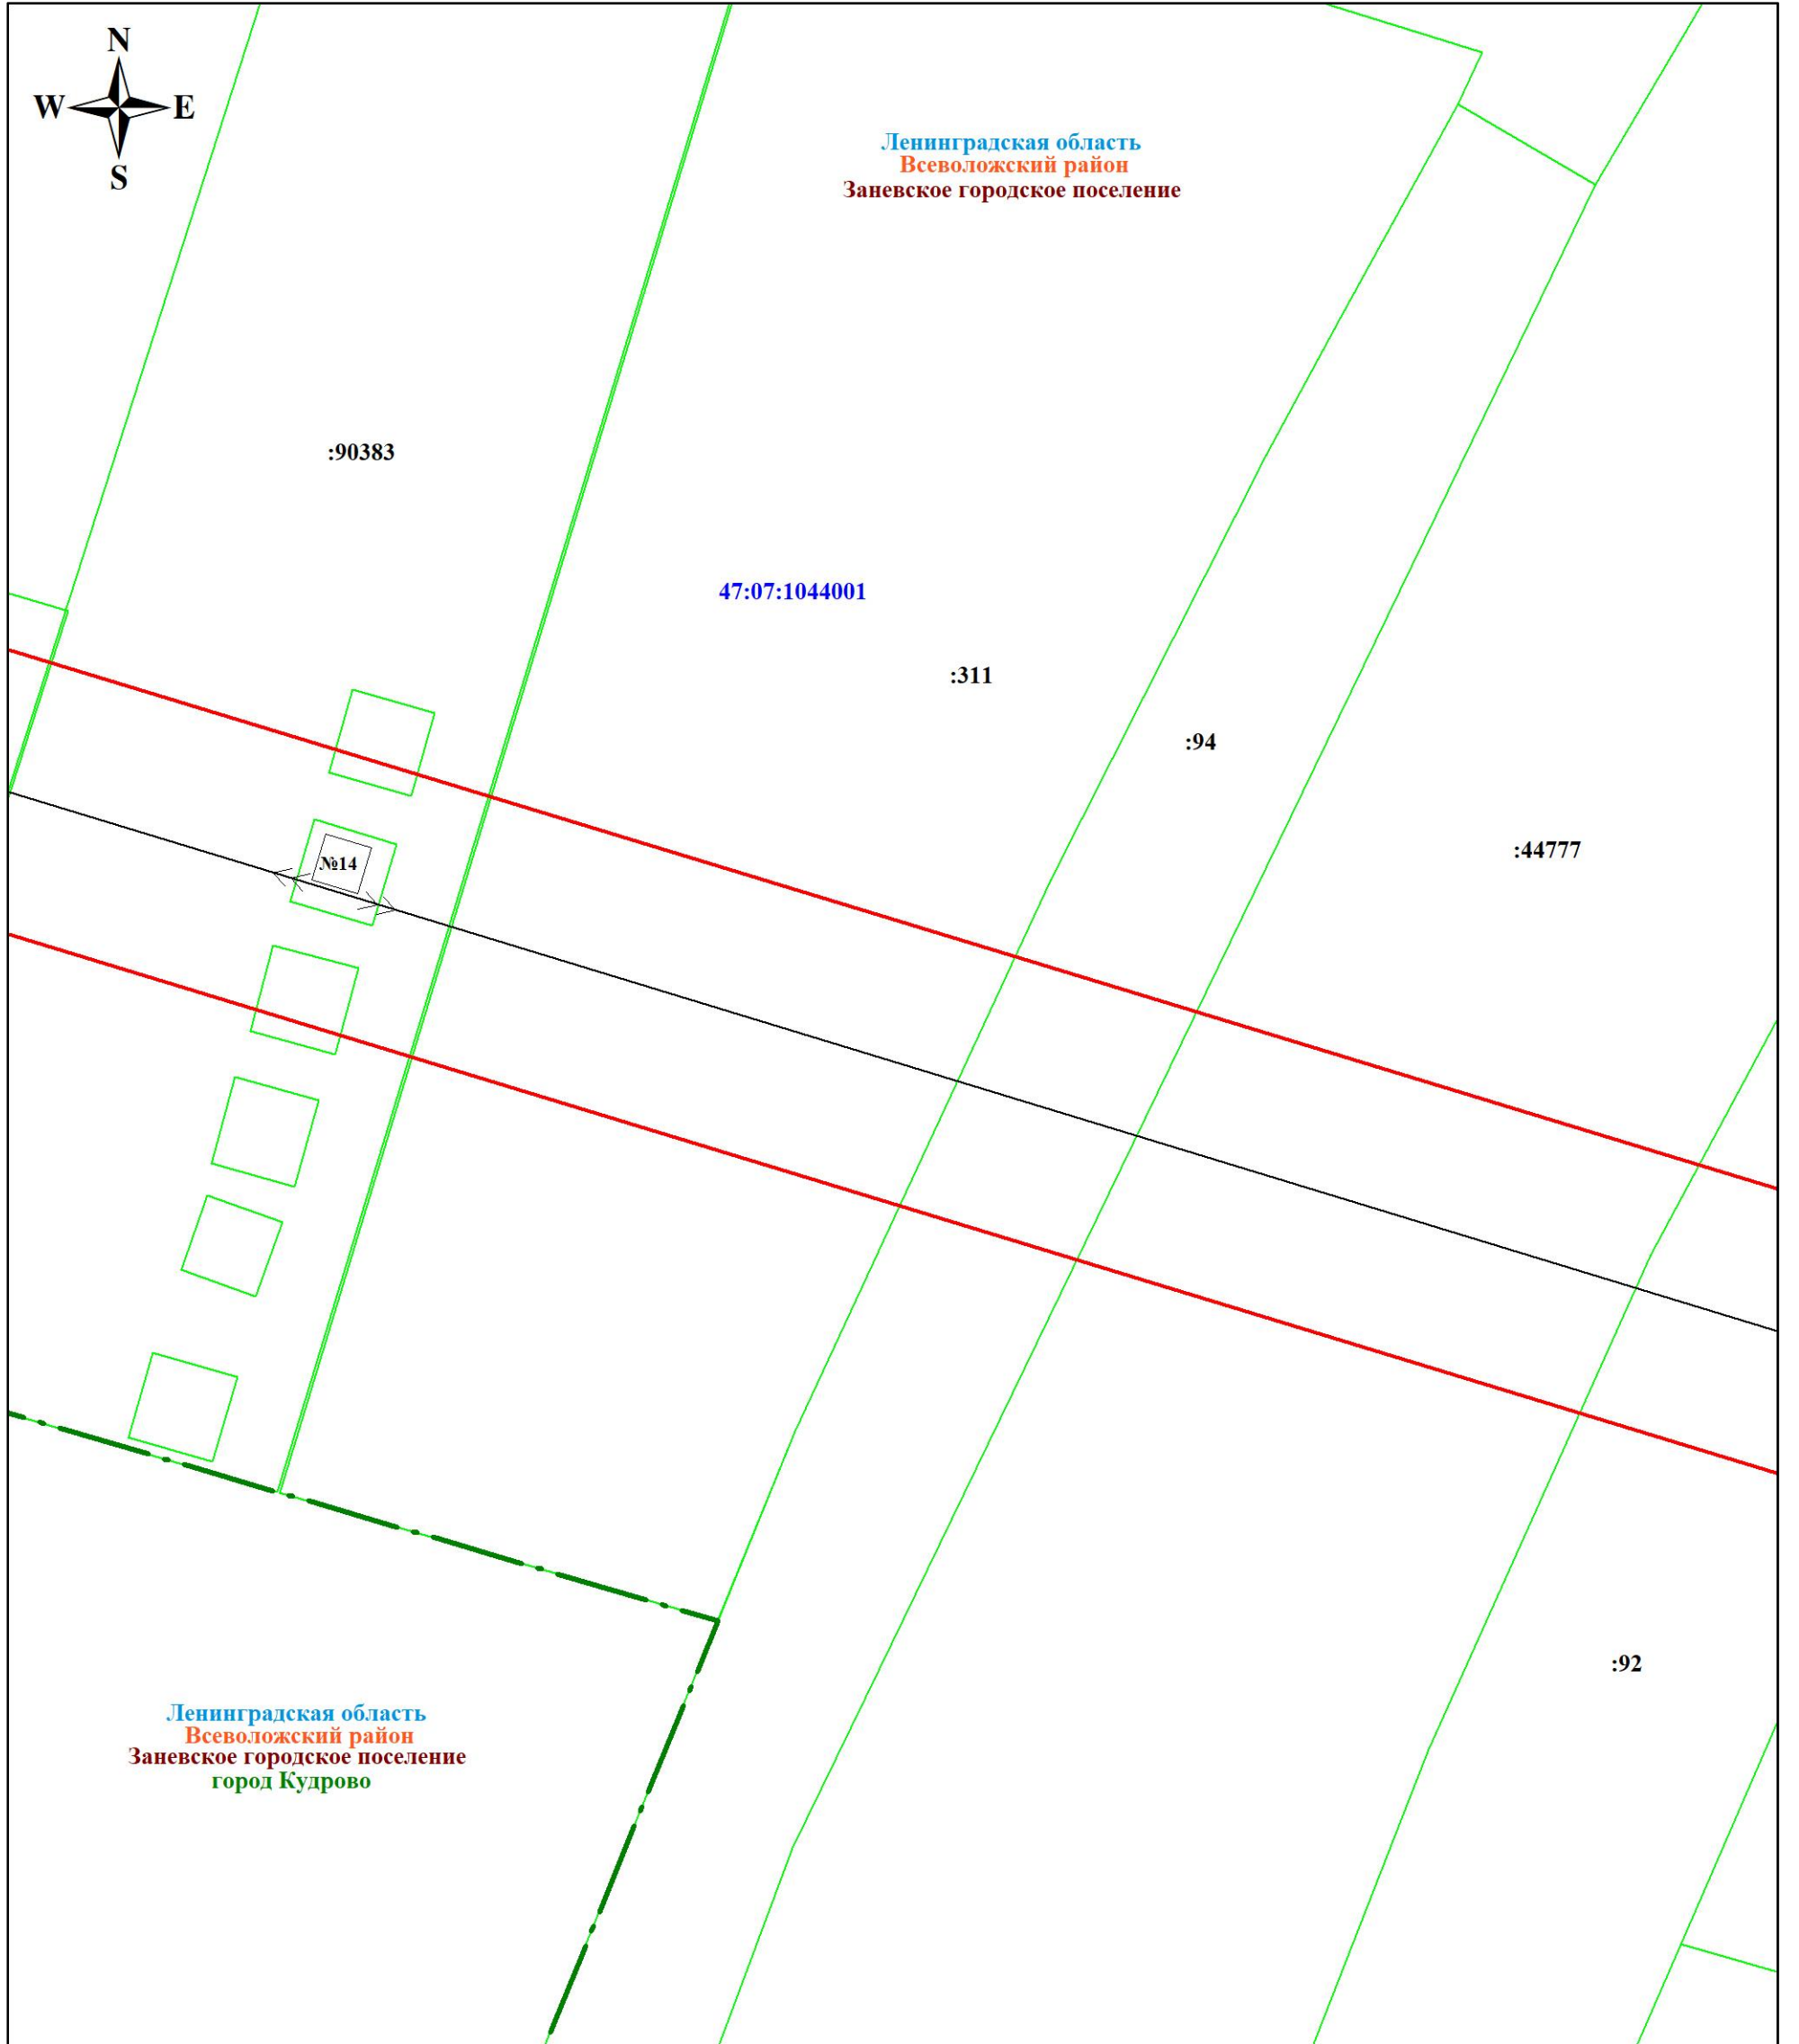 N
W E
S
Ленинградская область
Всеволожский район
Заневское городское поселение
:90383
47:07:1044001
:311
:94
:44777
№14
:92
Ленинградская область
Всеволожский район
Заневское городское поселение
город Кудрово